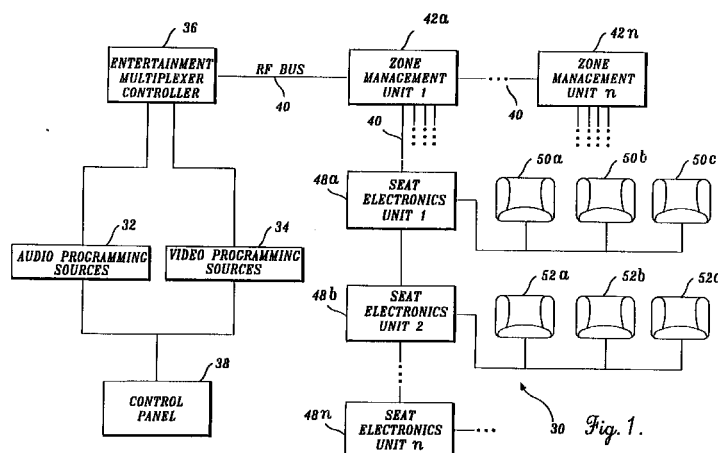 36
ENTERTAINMENT
MULTIPLEXER
CONTROLLER
RF BUS
40
42a
ZONE
MANAGEMENT
UNIT 1
40
42n
ZONE
MANAGEMENT
UNIT n
40
48a
SEAT
ELECTRONICS
UNIT 1
50a
50b
50c
32
AUDIO PROGRAMMING
SOURCES
34
VIDEO PROGRAMMING
SOURCES
48b
SEAT
ELECTRONICS
UNIT 2
52a
52b
52c
38
CONTROL
PANEL
48n
SEAT
ELECTRONICS
UNIT n
30
Fig. 1.